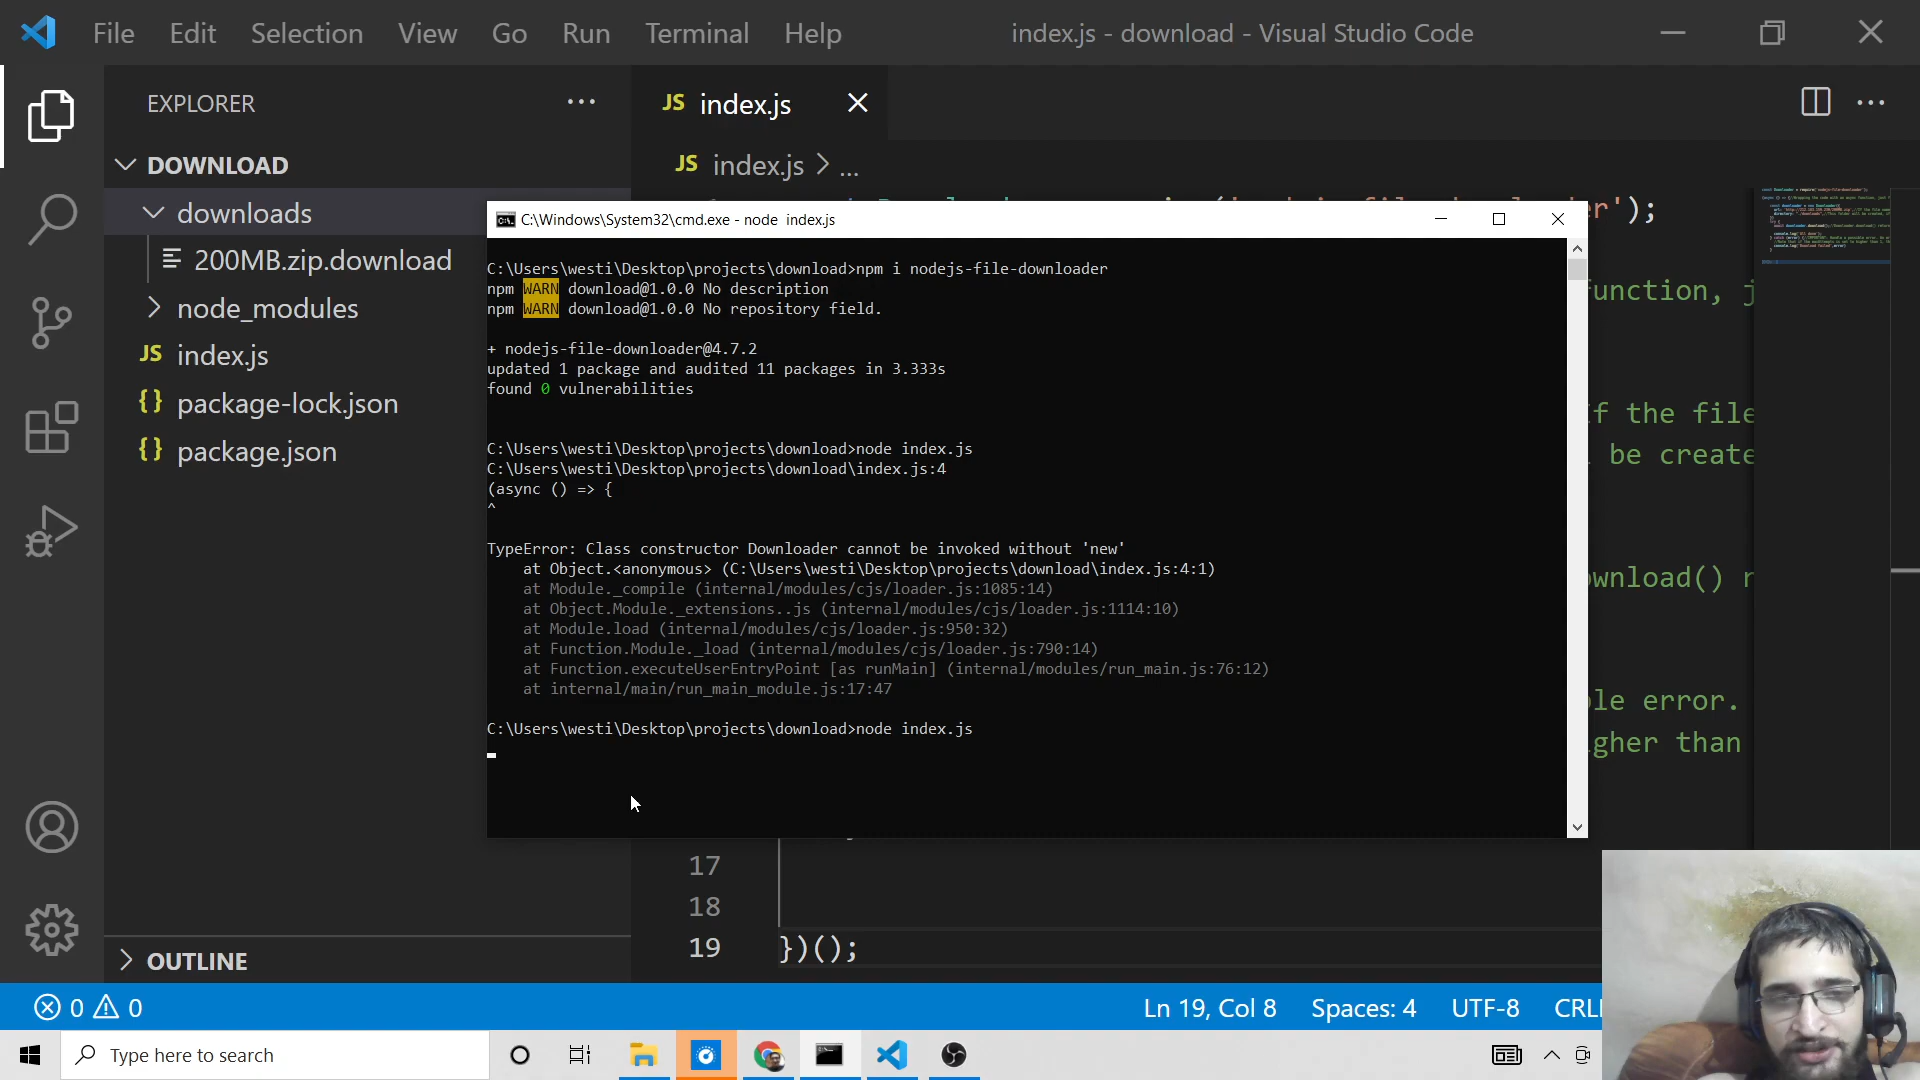 File Edit Selection View Go Run Terminal Help
index.js - download - Visual Studio Code
EXPLORER
DOWNLOAD
downloads
200MB.zip.download
node_modules
JS index.js
{} package-lock.json
{} package.json
OUTLINE
JS index.js
JS index.js > ...
r');
function, j
f the file
be create
wnload() r
le error.
gher than
C:\Windows\System32\cmd.exe - node index.js
C:\Users\westi\Desktop\projects\download>npm i nodejs-file-downloader
npm WARN download@1.0.0 No description
npm WARN download@1.0.0 No repository field.
+ nodejs-file-downloader@4.7.2
updated 1 package and audited 11 packages in 3.333s
found 0 vulnerabilities
C:\Users\westi\Desktop\projects\download>node index.js
C:\Users\westi\Desktop\projects\download\index.js:4
(async () => {
^
TypeError: Class constructor Downloader cannot be invoked without 'new'
at Object.<anonymous> (C:\Users\westi\Desktop\projects\download\index.js:4:1)
at Module._compile (internal/modules/cjs/loader.js:1085:14)
at Object.Module._extensions..js (internal/modules/cjs/loader.js:1114:10)
at Module.load (internal/modules/cjs/loader.js:950:32)
at Function.Module._load (internal/modules/cjs/loader.js:790:14)
at Function.executeUserEntryPoint [as runMain] (internal/modules/run_main.js:76:12)
at internal/main/run_main_module.js:17:47
C:\Users\westi\Desktop\projects\download>node index.js
17
18
19 })();
0 0
Ln 19, Col 8 Spaces: 4 UTF-8 CRL
Type here to search